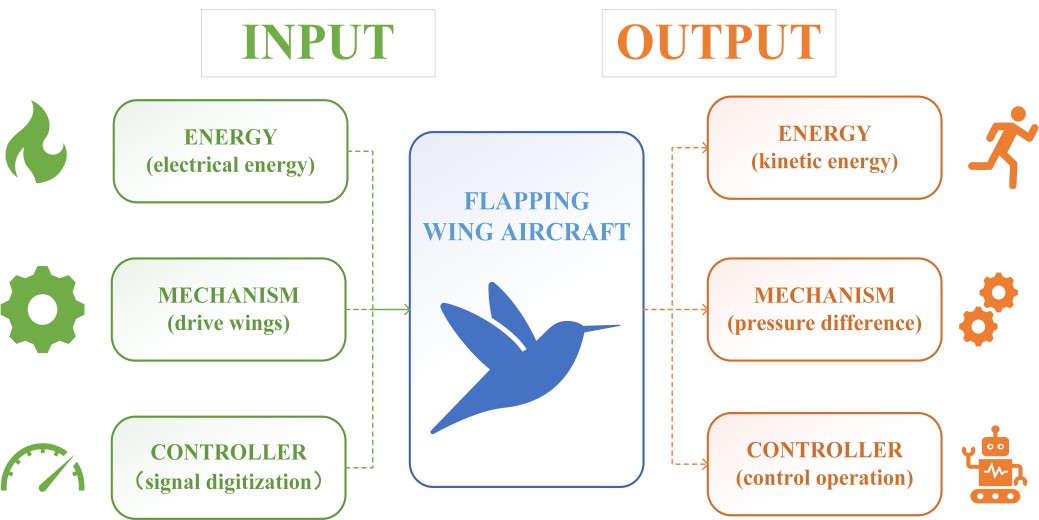 INPUT
OUTPUT
ENERGY
(electrical energy)
MECHANISM
(drive wings)
CONTROLLER
（signal digitization）
FLAPPING
WING AIRCRAFT
ENERGY
(kinetic energy)
MECHANISM
(pressure difference)
CONTROLLER
(control operation)